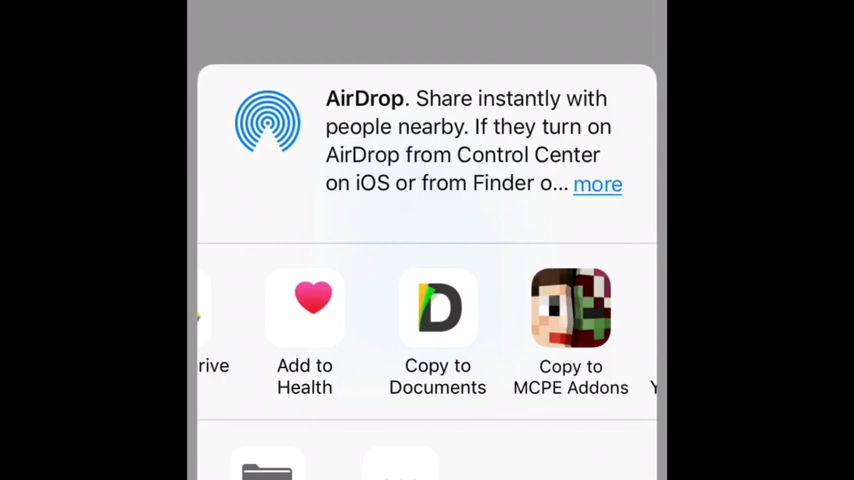 AirDrop. Share instantly with
people nearby. If they turn on
AirDrop from Control Center
on iOS or from Finder o... more
rive
Add to
Health
Copy to
Documents
Copy to
MCPE Addons